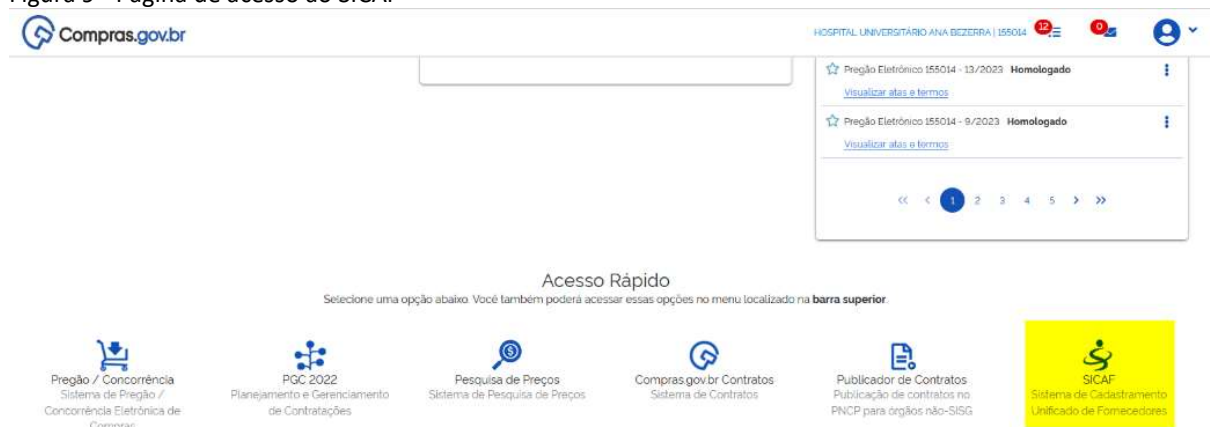 Figura 5 - Página de acesso ao SICAF
Compras.gov.br
HOSPITAL UNIVERSITÁRIO ANA BEZERRA | 155014
12
0
Pregão Eletrônico 155014 - 13/2023 Homologado
Visualizar atas e termos
Pregão Eletrônico 155014 - 9/2023 Homologado
Visualizar atas e termos
« < 1 2 3 4 5 > »
Acesso Rápido
Selecione uma opção abaixo. Você também poderá acessar essas opções no menu localizado na barra superior.
Pregão / Concorrência
Sistema de Pregão /
Concorrência Eletrônica de
Compras
PGC 2022
Planejamento e Gerenciamento
de Contratações
Pesquisa de Preços
Sistema de Pesquisa de Preços
Compras.gov.br Contratos
Sistema de Contratos
Publicador de Contratos
Publicação de contratos no
PNCP para órgãos não-SISG
SICAF
Sistema de Cadastramento
Unificado de Fornecedores